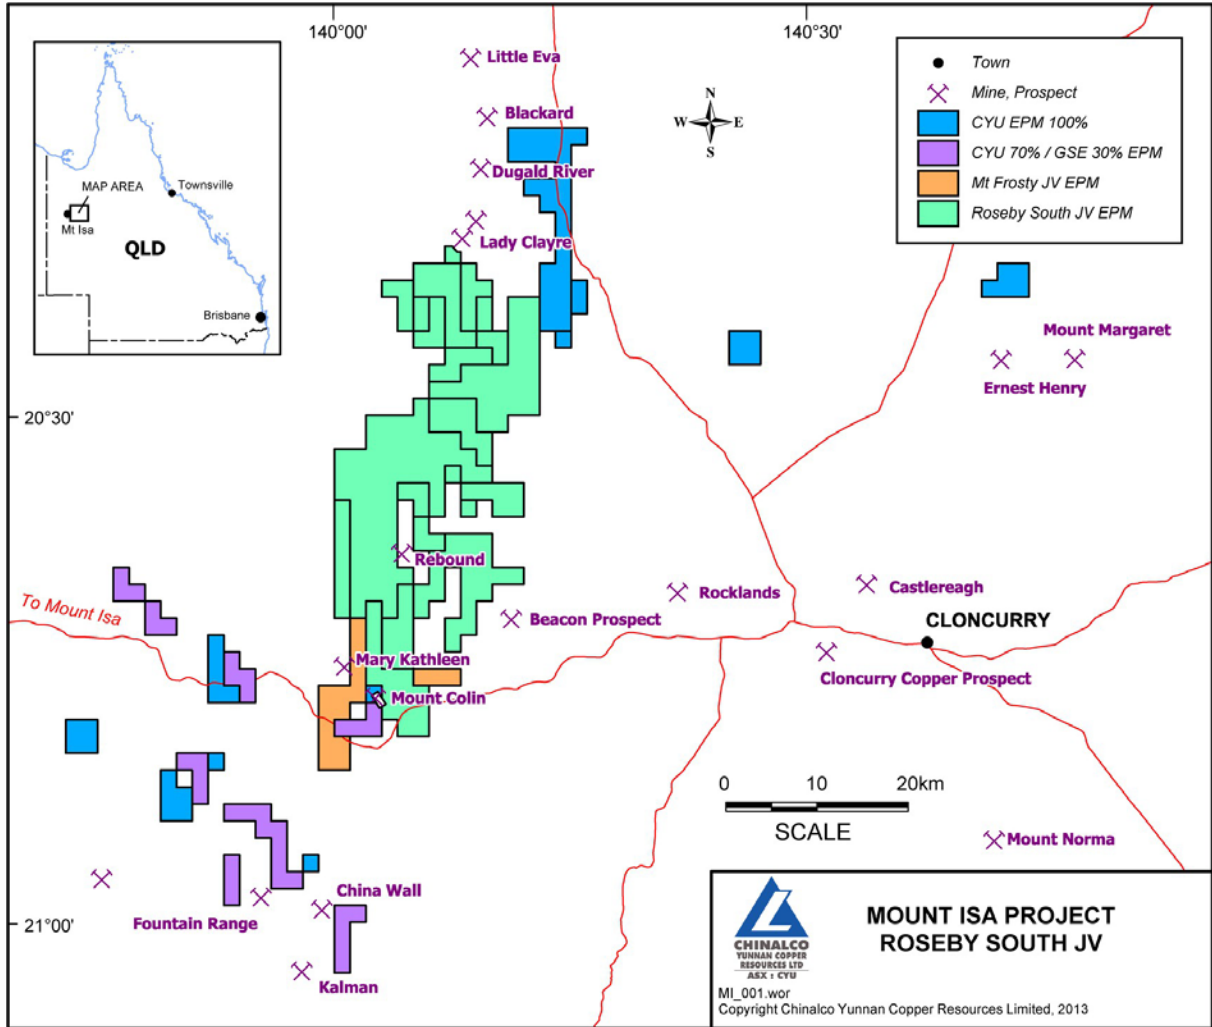 140°00'
140°30'
Little Eva
Blackard
Dugald River
Lady Clayre
N
W E
S
Town
Mine, Prospect
CYU EPM 100%
CYU 70% / GSE 30% EPM
Mt Frosty JV EPM
Roseby South JV EPM
MAP AREA
Townsville
Mt Isa
QLD
Brisbane
Mount Margaret
Ernest Henry
20°30'
Rebound
Rocklands
Castlereagh
To Mount Isa
Beacon Prospect
CLONCURRY
Mary Kathleen
Cloncurry Copper Prospect
Mount Colin
0 10 20km
SCALE
Mount Norma
China Wall
Fountain Range
21°00'
Kalman
CHINALCO
YUNNAN COPPER
RESOURCES LTD
ASX : CYU
MOUNT ISA PROJECT
ROSEBY SOUTH JV
MI_001.wor
Copyright Chinalco Yunnan Copper Resources Limited, 2013